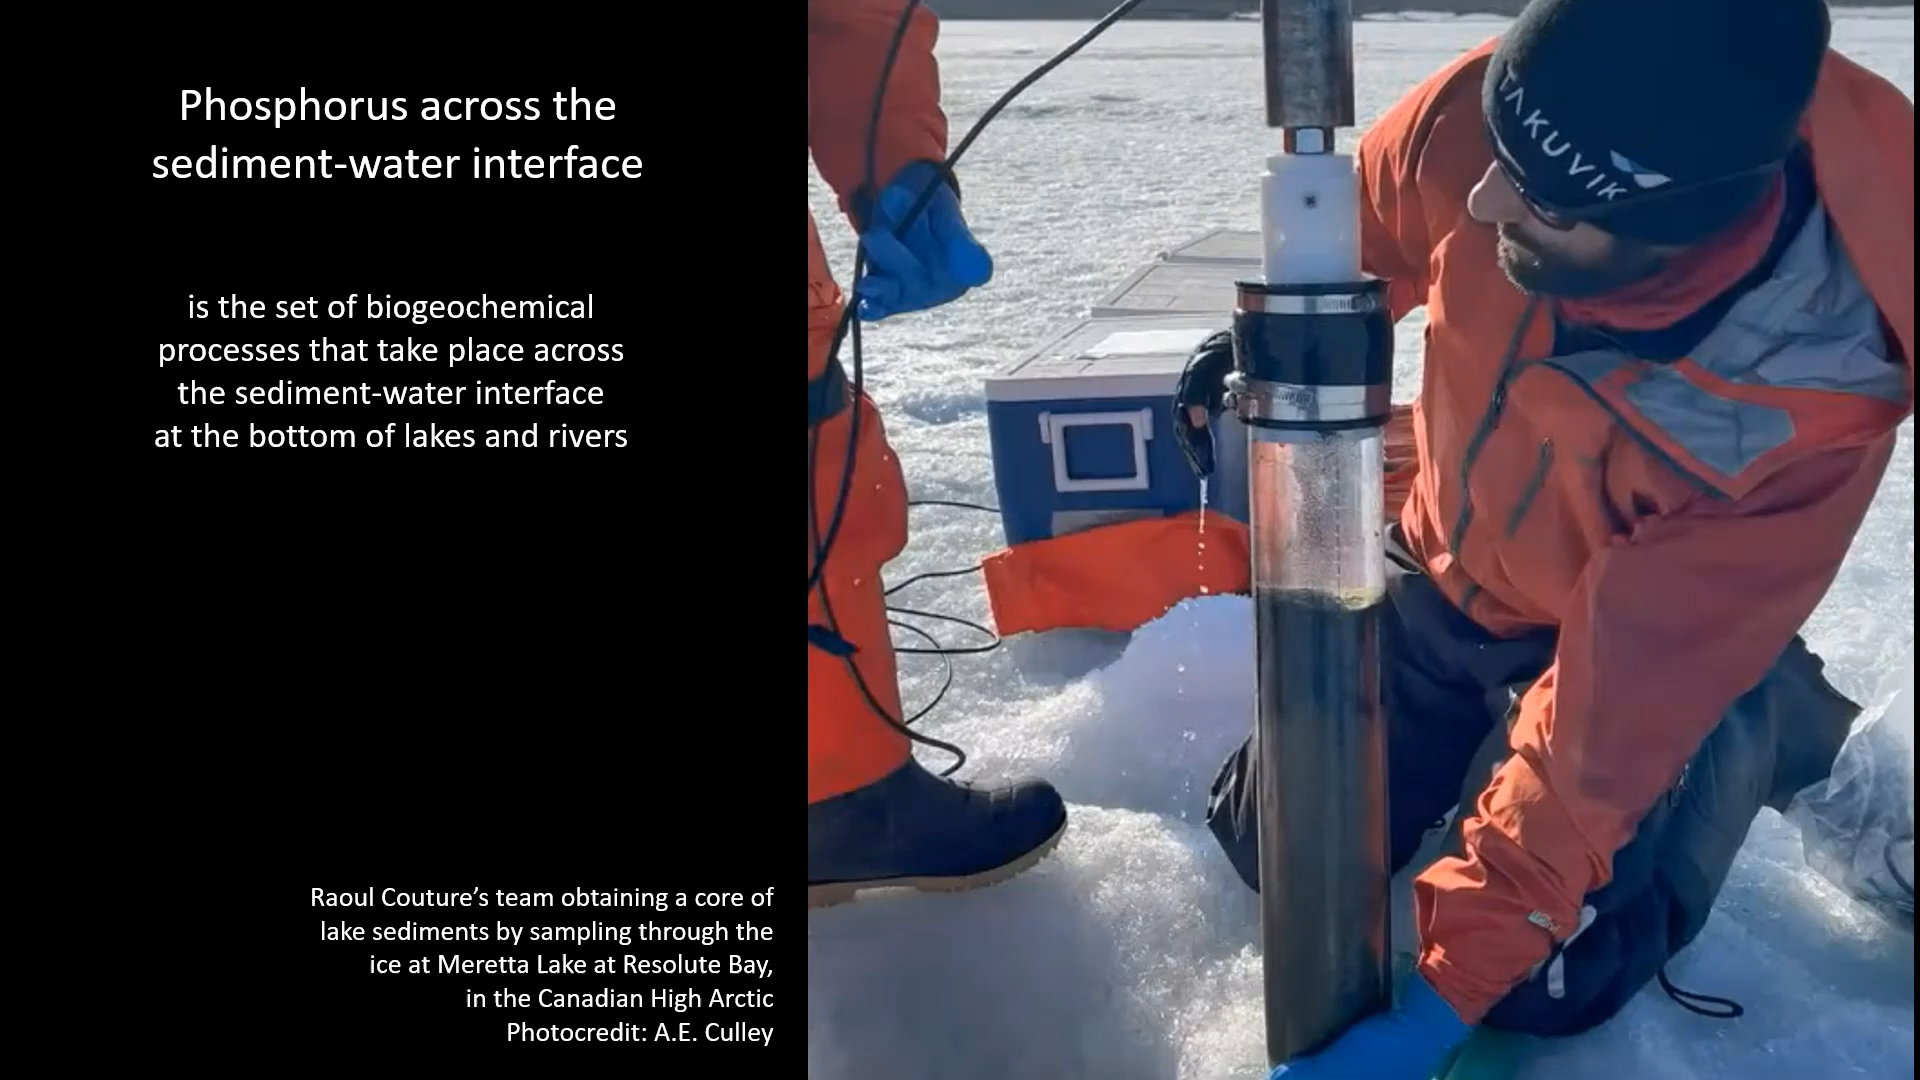 Phosphorus across the
sediment-water interface
is the set of biogeochemical
processes that take place across
the sediment-water interface
at the bottom of lakes and rivers
Raoul Couture’s team obtaining a core of
lake sediments by sampling through the
ice at Meretta Lake at Resolute Bay,
in the Canadian High Arctic
Photocredit: A.E. Culley
TAKUVIK